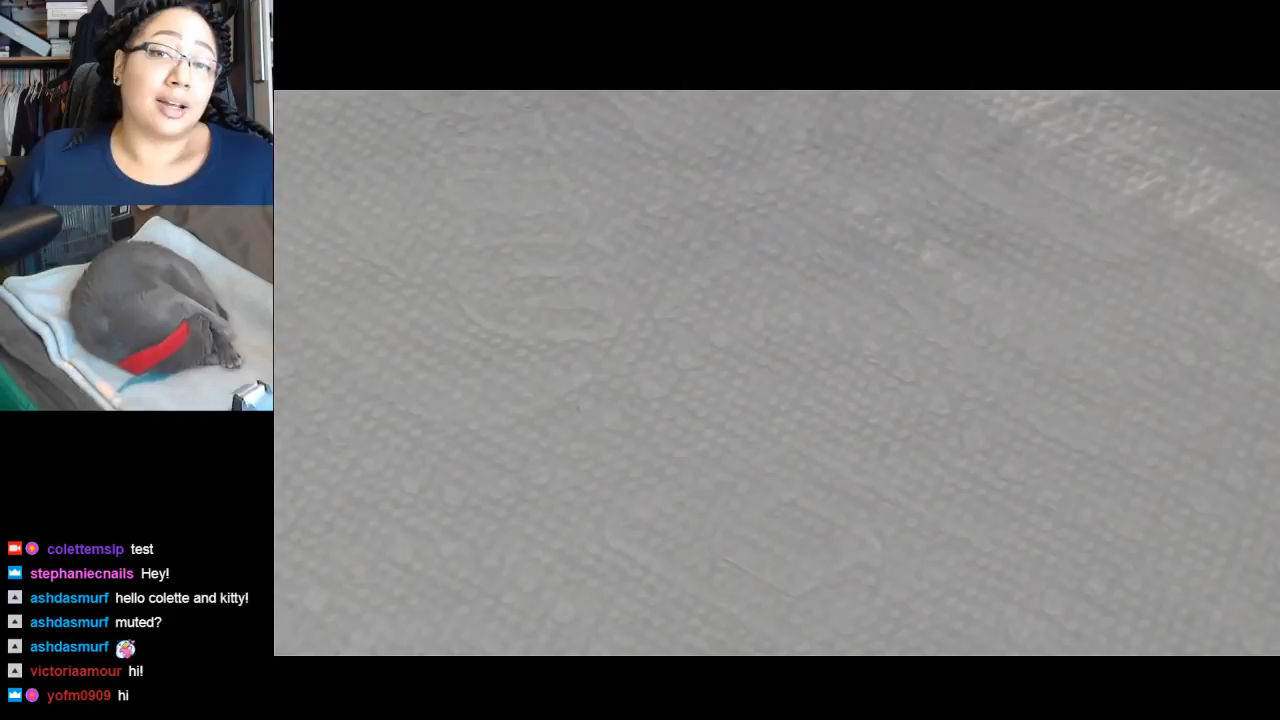 colettemslp test
stephaniecnails Hey!
ashdasmurf hello colette and kitty!
ashdasmurf muted?
ashdasmurf
victoriaamour hi!
yofm0909 hi